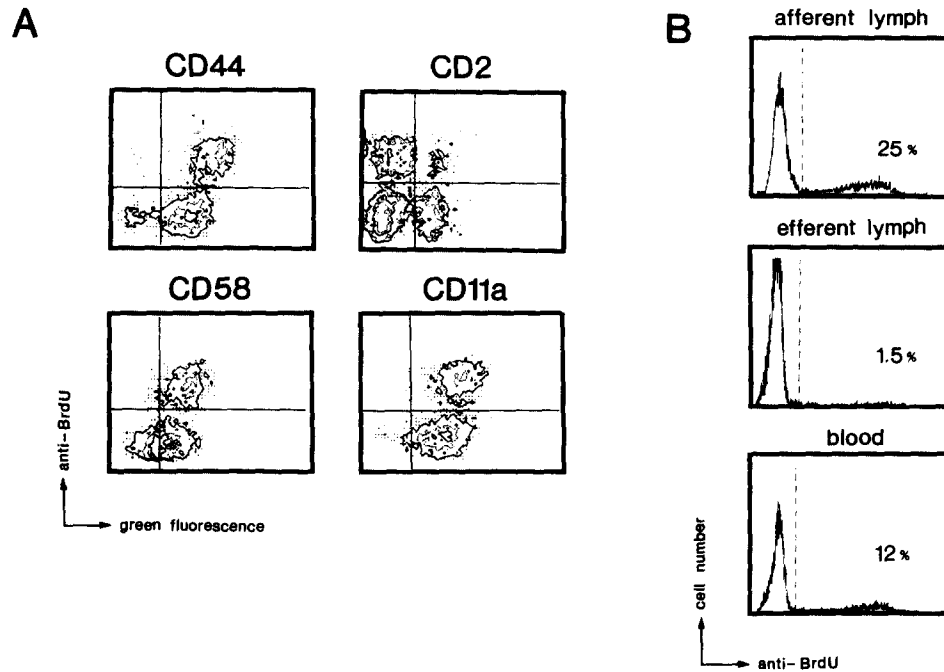 A
CD44
CD2
CD58
CD11a
anti-BrdU
green fluorescence
B
afferent lymph
25 %
efferent lymph
1.5 %
blood
12 %
cell number
anti-BrdU